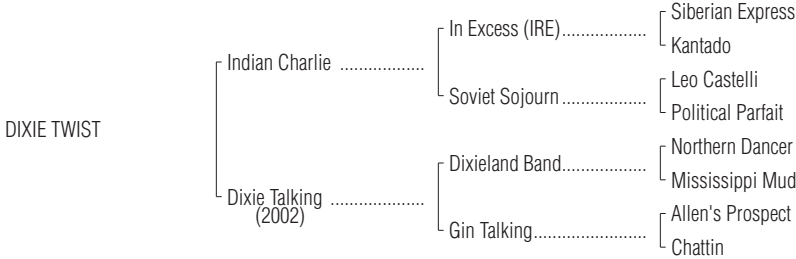 Siberian Express
In Excess (IRE)..................
Kantado
Indian Charlie ..................
Leo Castelli
Soviet Sojourn..................
Political Parfait
DIXIE TWIST
Northern Dancer
Dixieland Band..................
Mississippi Mud
Dixie Talking ....................
(2002)
Allen's Prospect
Gin Talking........................
Chattin